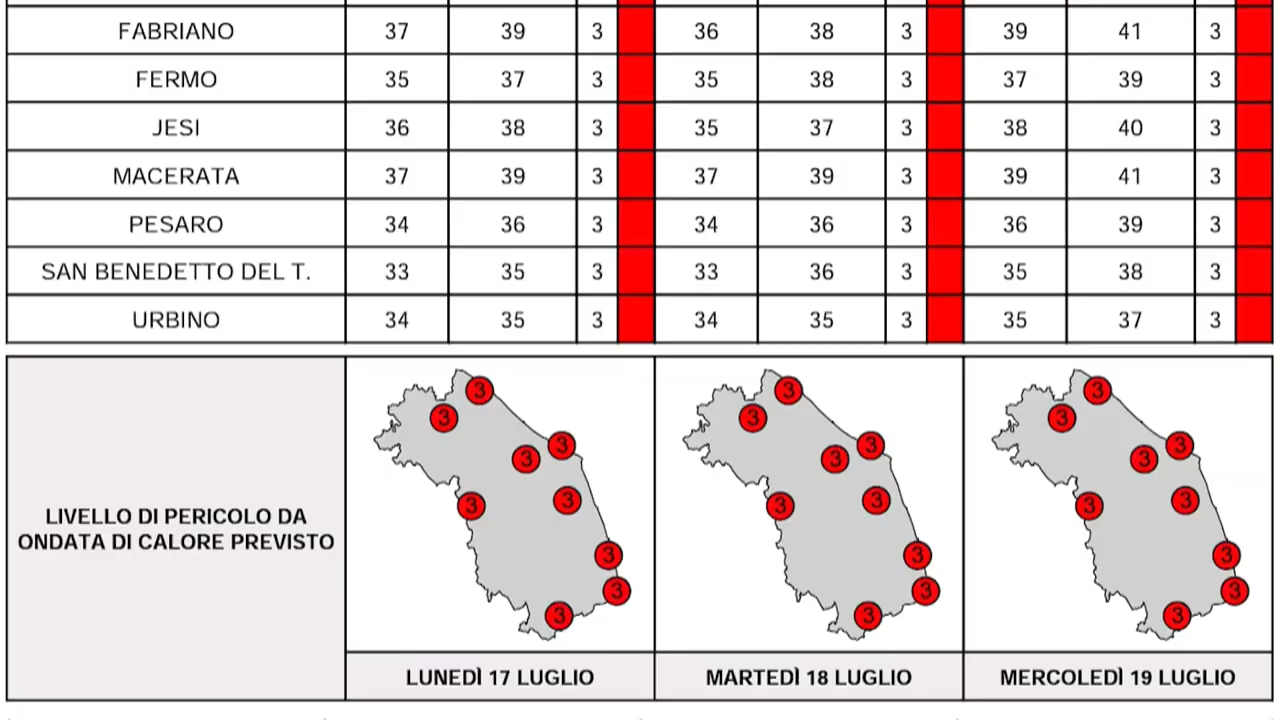 FABRIANO 37 39 3 36 38 3 39 41 3
FERMO 35 37 3 35 38 3 37 39 3
JESI 36 38 3 35 37 3 38 40 3
MACERATA 37 39 3 37 39 3 39 41 3
PESARO 34 36 3 34 36 3 36 39 3
SAN BENEDETTO DEL T. 33 35 3 33 36 3 35 38 3
URBINO 34 35 3 34 35 3 35 37 3
LIVELLO DI PERICOLO DA
ONDATA DI CALORE PREVISTO
3 3 3
3 3 3
3 3 3
3 3 3
3 3 3
3 3 3
3 3 3
3 3 3
3 3 3
LUNEDÌ 17 LUGLIO MARTEDÌ 18 LUGLIO MERCOLEDÌ 19 LUGLIO